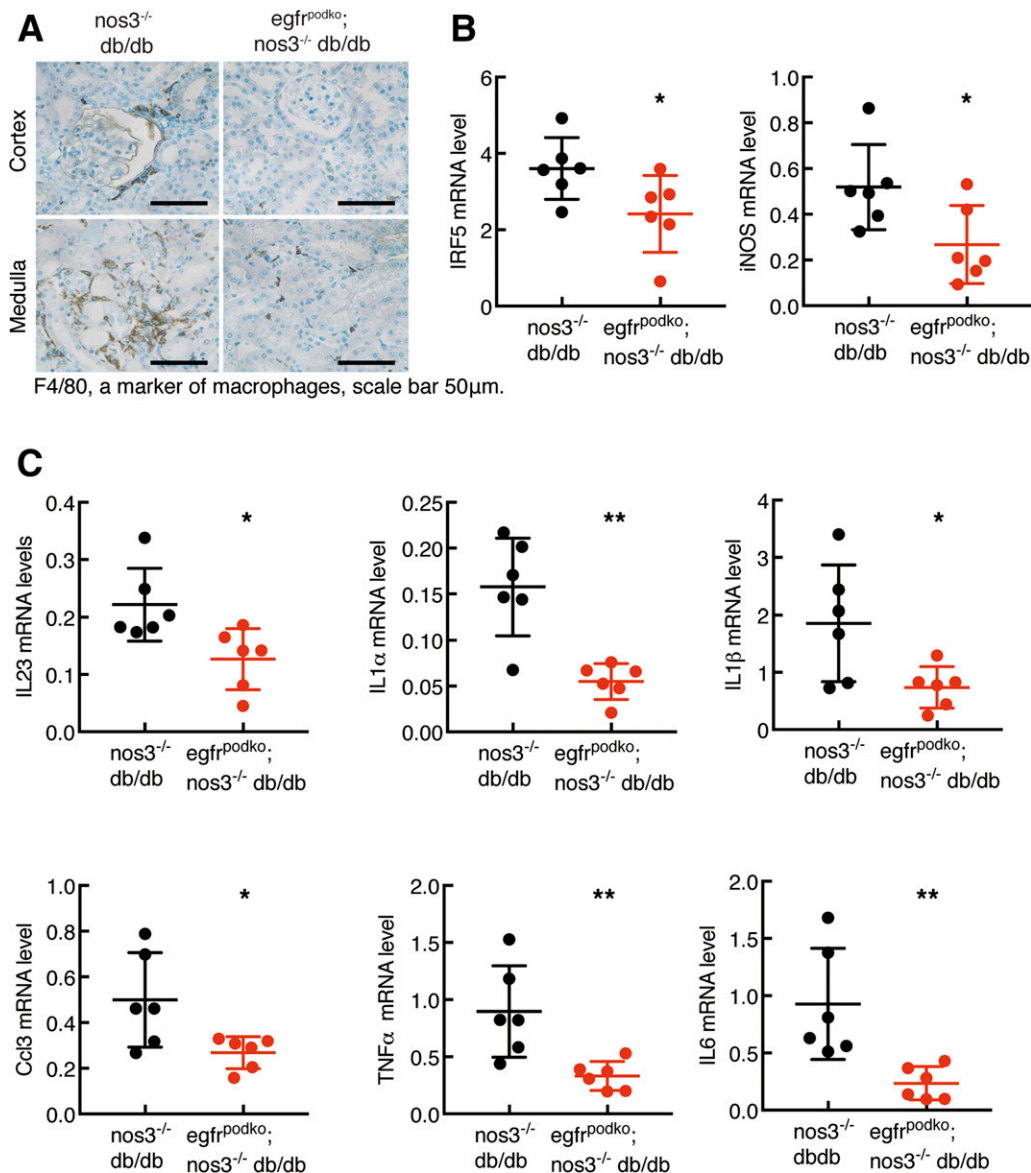 A
nos3-/-
db/db
egfrpodko;
nos3-/- db/db
Cortex
Medulla
F4/80, a marker of macrophages, scale bar 50μm.
B
IRF5 mRNA level
6
4
2
0
*
nos3-/-
db/db
egfrpodko;
nos3-/- db/db
iNOS mRNA level
1.0
0.8
0.6
0.4
0.2
0.0
*
nos3-/-
db/db
egfrpodko;
nos3-/- db/db
C
IL23 mRNA levels
0.4
0.3
0.2
0.1
0.0
*
nos3-/-
db/db
egfrpodko;
nos3-/- db/db
IL1α mRNA level
0.25
0.20
0.15
0.10
0.05
0.00
**
nos3-/-
db/db
egfrpodko;
nos3-/- db/db
IL1β mRNA level
4
3
2
1
0
*
nos3-/-
db/db
egfrpodko;
nos3-/- db/db
Ccl3 mRNA level
1.0
0.8
0.6
0.4
0.2
0.0
*
nos3-/-
db/db
egfrpodko;
nos3-/- db/db
TNFα mRNA level
2.0
1.5
1.0
0.5
0.0
**
nos3-/-
db/db
egfrpodko;
nos3-/- db/db
IL6 mRNA level
2.0
1.5
1.0
0.5
0.0
**
nos3-/-
dbdb
egfrpodko;
nos3-/- db/db